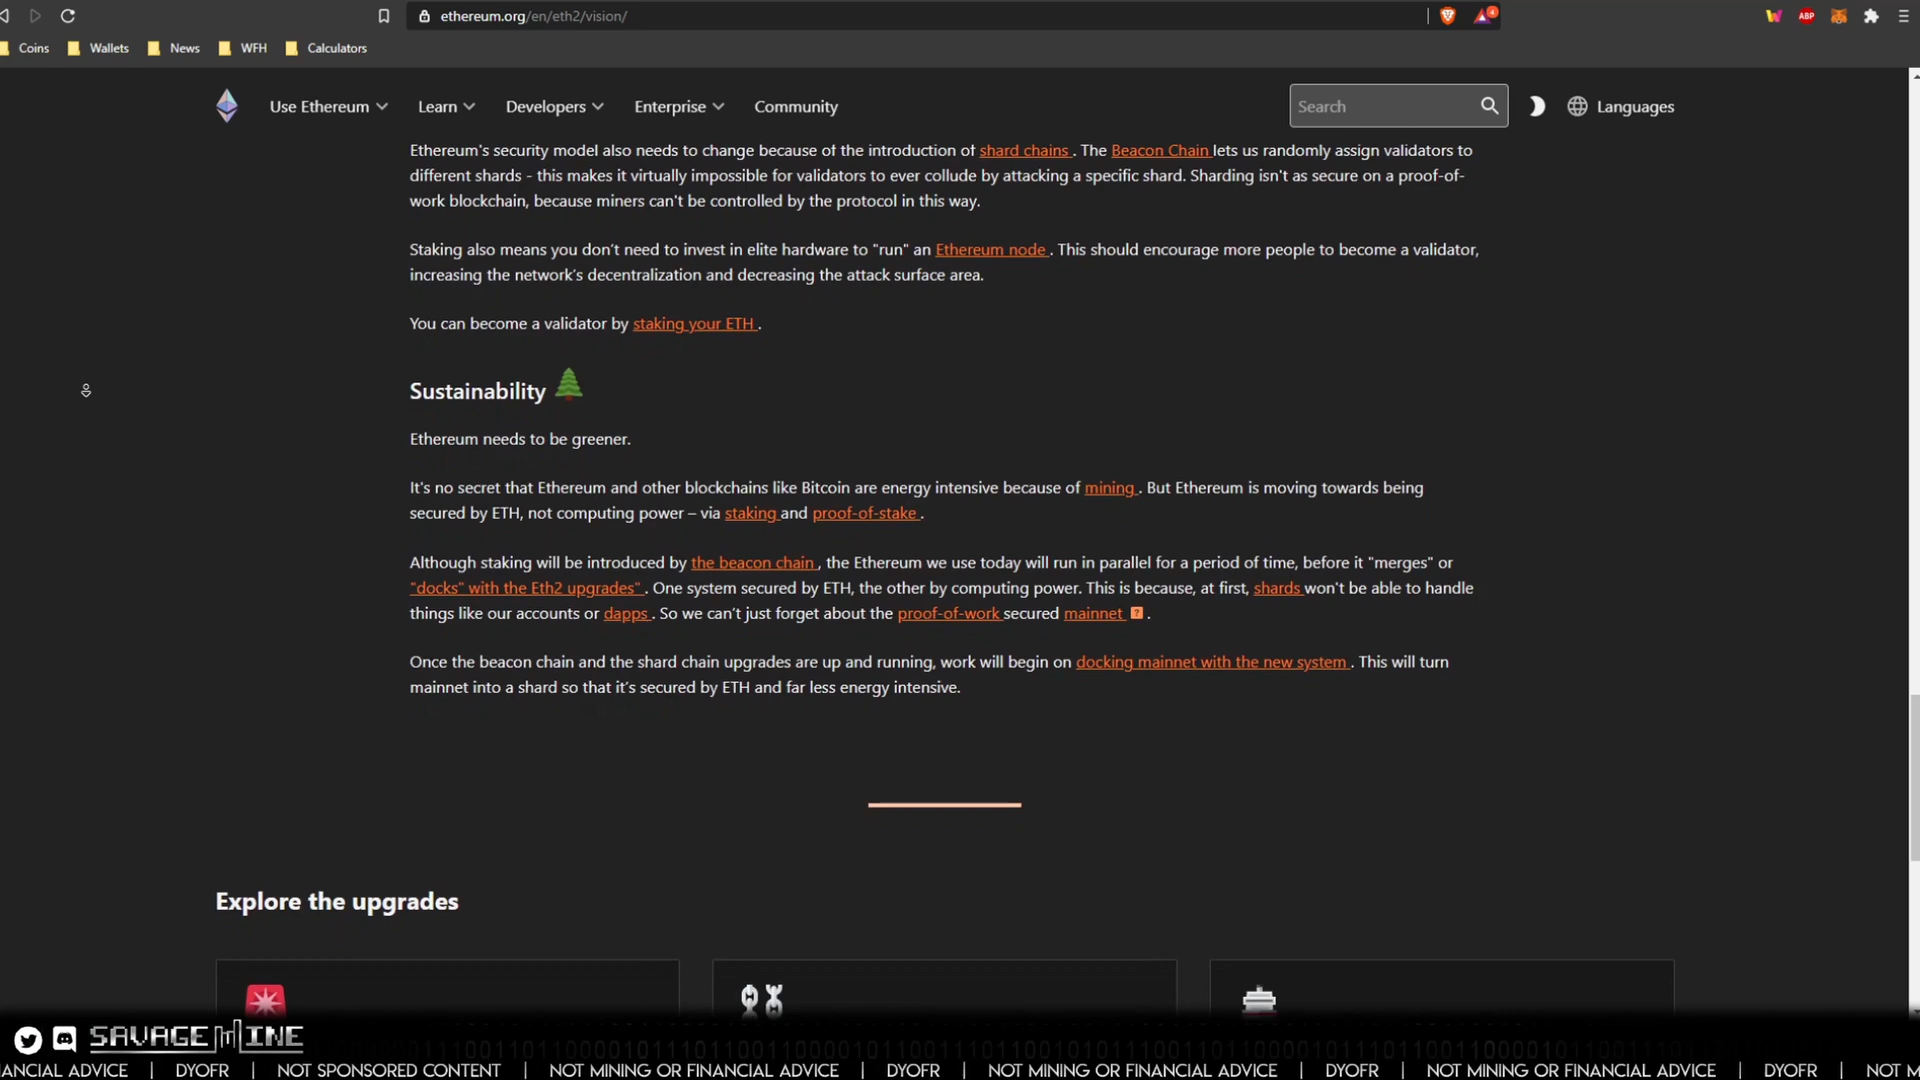 ethereum.org/en/eth2/vision/
4
ABP
Coins
Wallets
News
WFH
Calculators
Use Ethereum
Learn
Developers
Enterprise
Community
Search
Languages
Ethereum's security model also needs to change because of the introduction of shard chains . The Beacon Chain lets us randomly assign validators to
different shards - this makes it virtually impossible for validators to ever collude by attacking a specific shard. Sharding isn't as secure on a proof-of-
work blockchain, because miners can't be controlled by the protocol in this way.
Staking also means you don't need to invest in elite hardware to "run" an Ethereum node . This should encourage more people to become a validator,
increasing the network's decentralization and decreasing the attack surface area.
You can become a validator by staking your ETH .
Sustainability
Ethereum needs to be greener.
It's no secret that Ethereum and other blockchains like Bitcoin are energy intensive because of mining . But Ethereum is moving towards being
secured by ETH, not computing power – via staking and proof-of-stake .
Although staking will be introduced by the beacon chain , the Ethereum we use today will run in parallel for a period of time, before it "merges" or
"docks" with the Eth2 upgrades" . One system secured by ETH, the other by computing power. This is because, at first, shards won't be able to handle
things like our accounts or dapps . So we can't just forget about the proof-of-work secured mainnet ? .
Once the beacon chain and the shard chain upgrades are up and running, work will begin on docking mainnet with the new system . This will turn
mainnet into a shard so that it's secured by ETH and far less energy intensive.
Explore the upgrades
SAVAGEMINE
ANCIAL ADVICE | DYOFR | NOT SPONSORED CONTENT | NOT MINING OR FINANCIAL ADVICE | DYOFR | NOT MINING OR FINANCIAL ADVICE | DYOFR | NOT MINING OR FINANCIAL ADVICE | DYOFR | NOT M